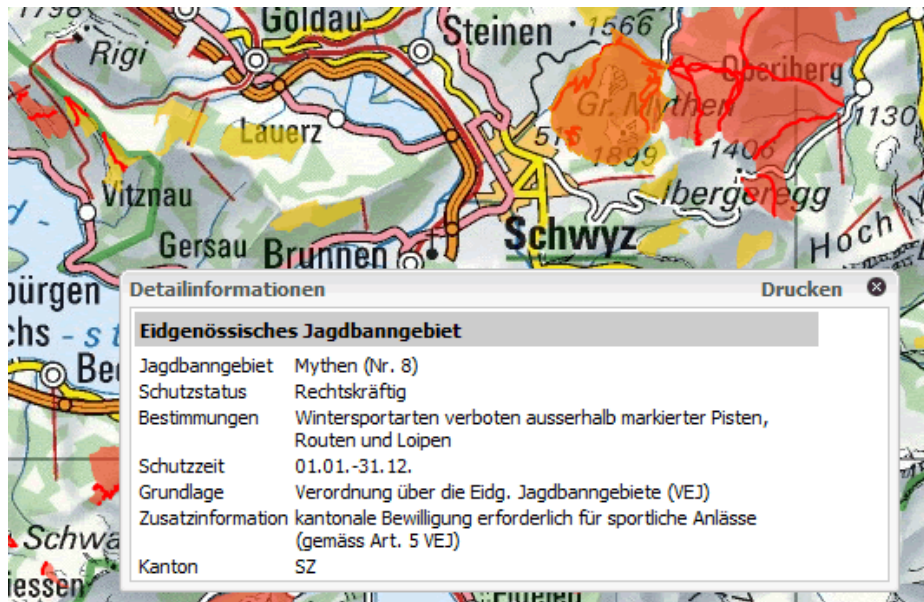 1798
Goldau
Steinen
1566
Rigi
Oberiberg
Gr. Mythen
Lauerz
1130
1899
1406
Vitznau
Ibergeregg
Schwyz
Hoch
Gersau
Brunnen
bürgen
Detailinformationen Drucken
Eidgenössisches Jagdbanngebiet
Jagdbanngebiet Mythen (Nr. 8)
Schutzstatus Rechtskräftig
Bestimmungen Wintersportarten verboten ausserhalb markierter Pisten,
Routen und Loipen
Schutzzeit 01.01.-31.12.
Grundlage Verordnung über die Eidg. Jagdbanngebiete (VEJ)
Zusatzinformation kantonale Bewilligung erforderlich für sportliche Anlässe
(gemäss Art. 5 VEJ)
Kanton SZ